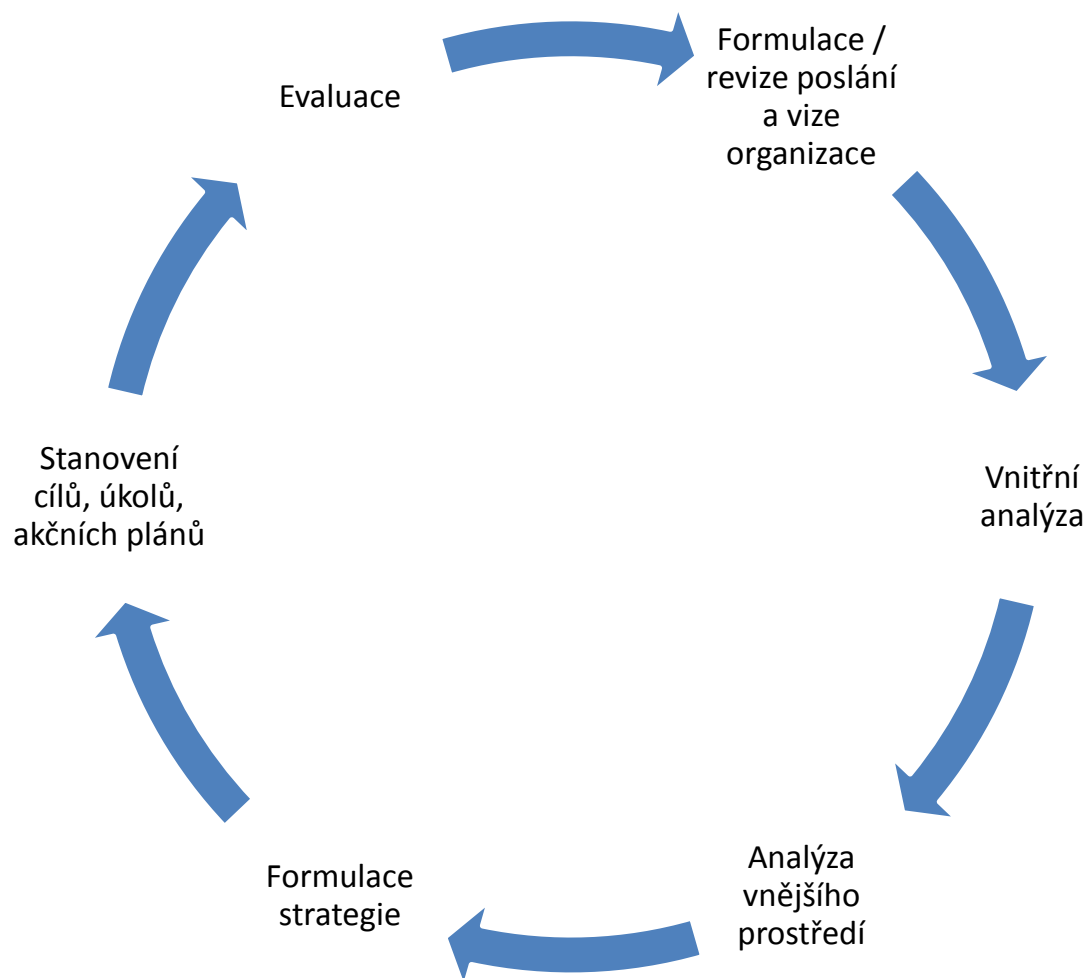 Evaluace
Formulace /
revize poslání
a vize
organizace
Vnitřní
analýza
Analýza
vnějšího
prostředí
Formulace
strategie
Stanovení
cílů, úkolů,
akčních plánů